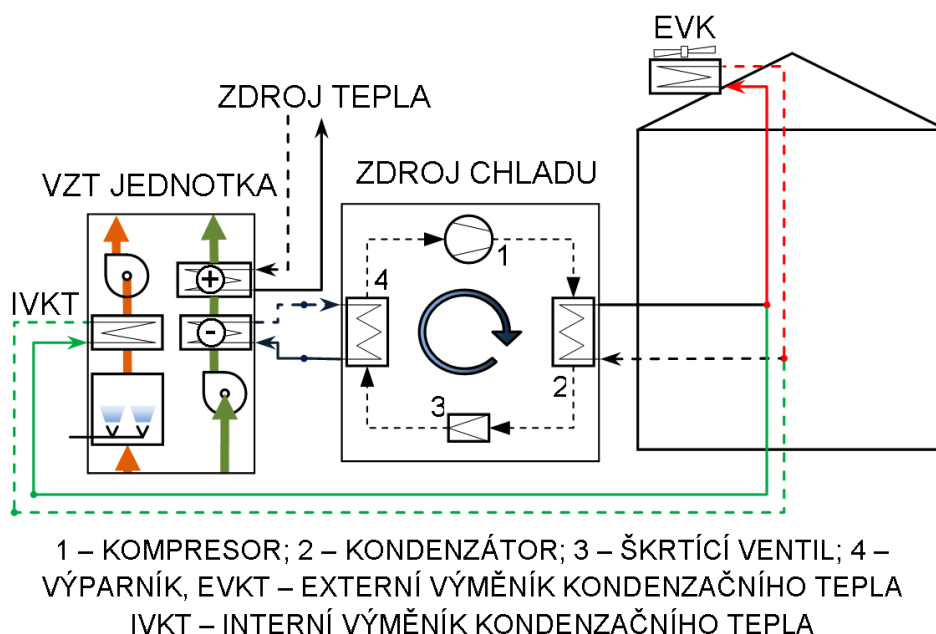 EVK
ZDROJ TEPLA
VZT JEDNOTKA
ZDROJ CHLADU
1
4
IVKT
+
-
2
3
1 – KOMPRESOR; 2 – KONDENZÁTOR; 3 – ŠKRTÍCÍ VENTIL; 4 –
VÝPARNÍK, EVKT – EXTERNÍ VÝMĚNÍK KONDENZAČNÍHO TEPLA
IVKT – INTERNÍ VÝMĚNÍK KONDENZAČNÍHO TEPLA